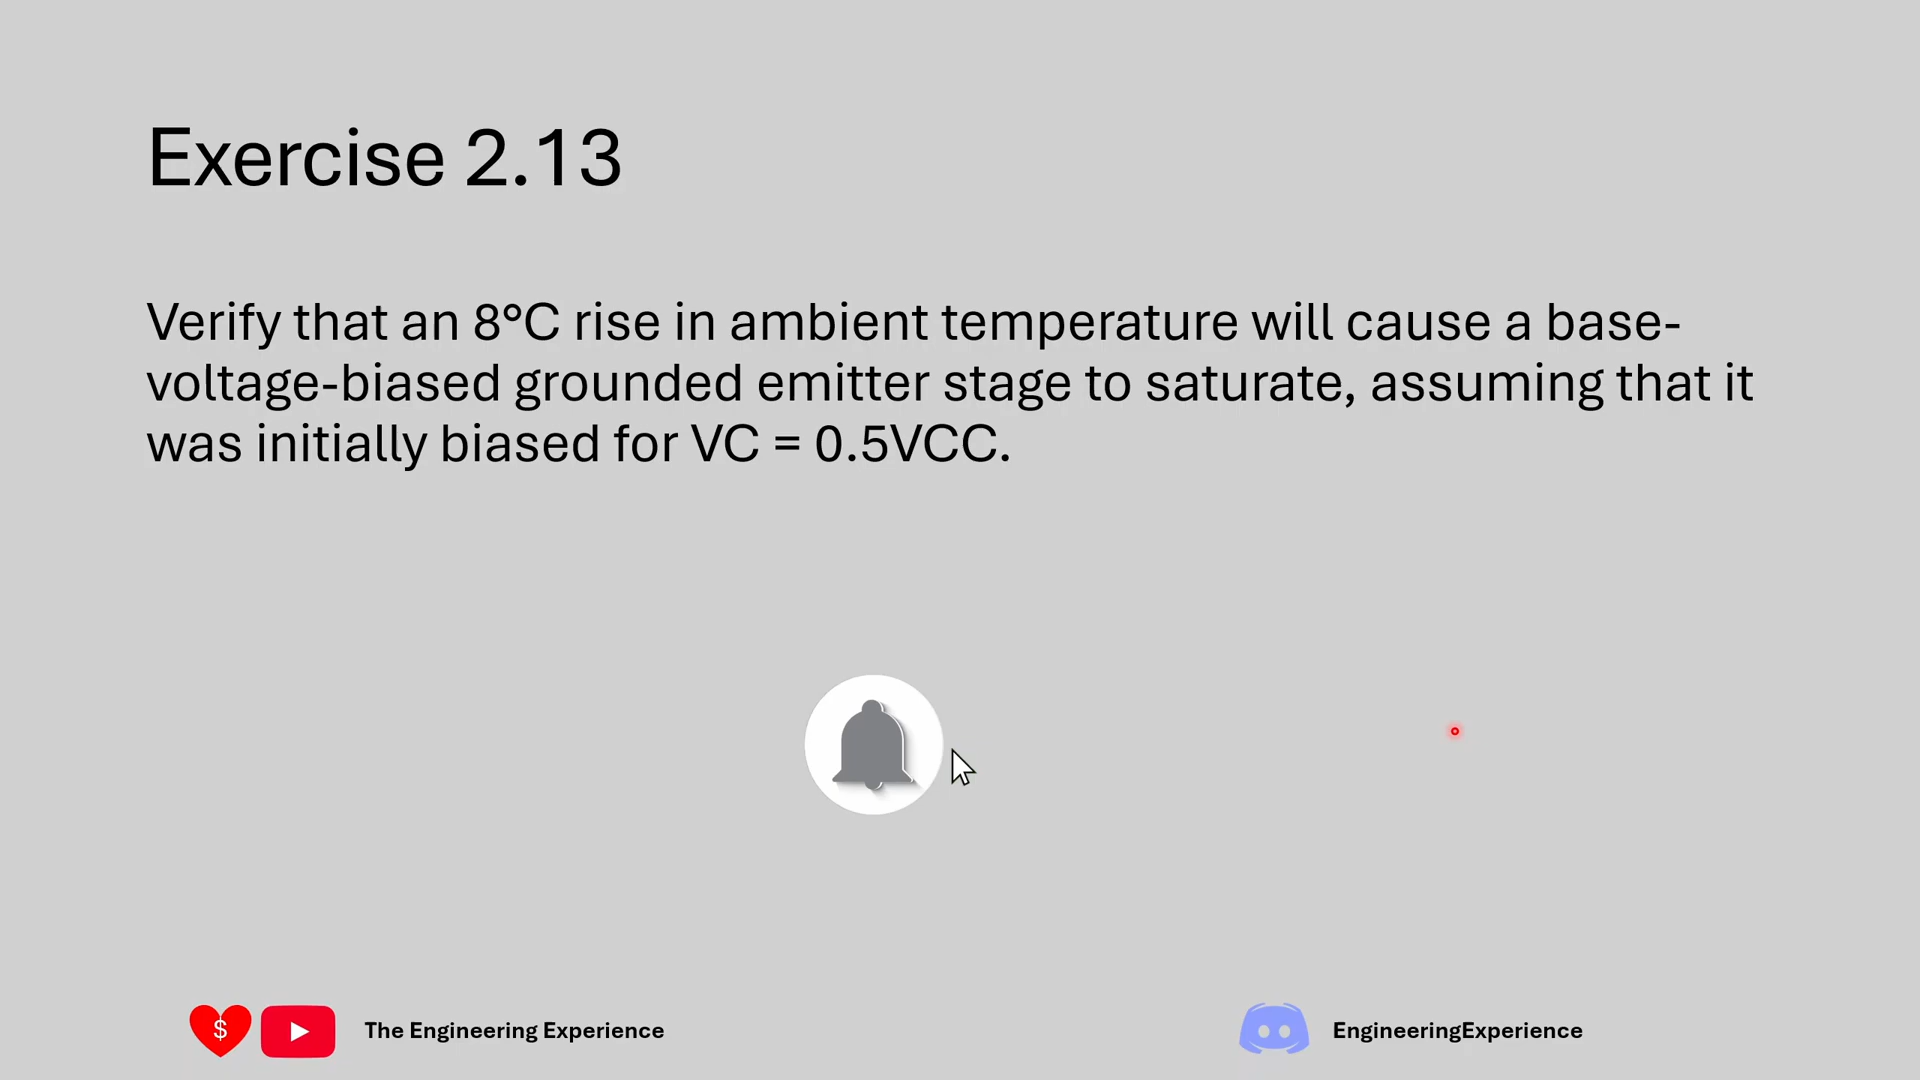 Exercise 2.13
Verify that an 8°C rise in ambient temperature will cause a base-
voltage-biased grounded emitter stage to saturate, assuming that it
was initially biased for VC = 0.5VCC.
$
The Engineering Experience
EngineeringExperience